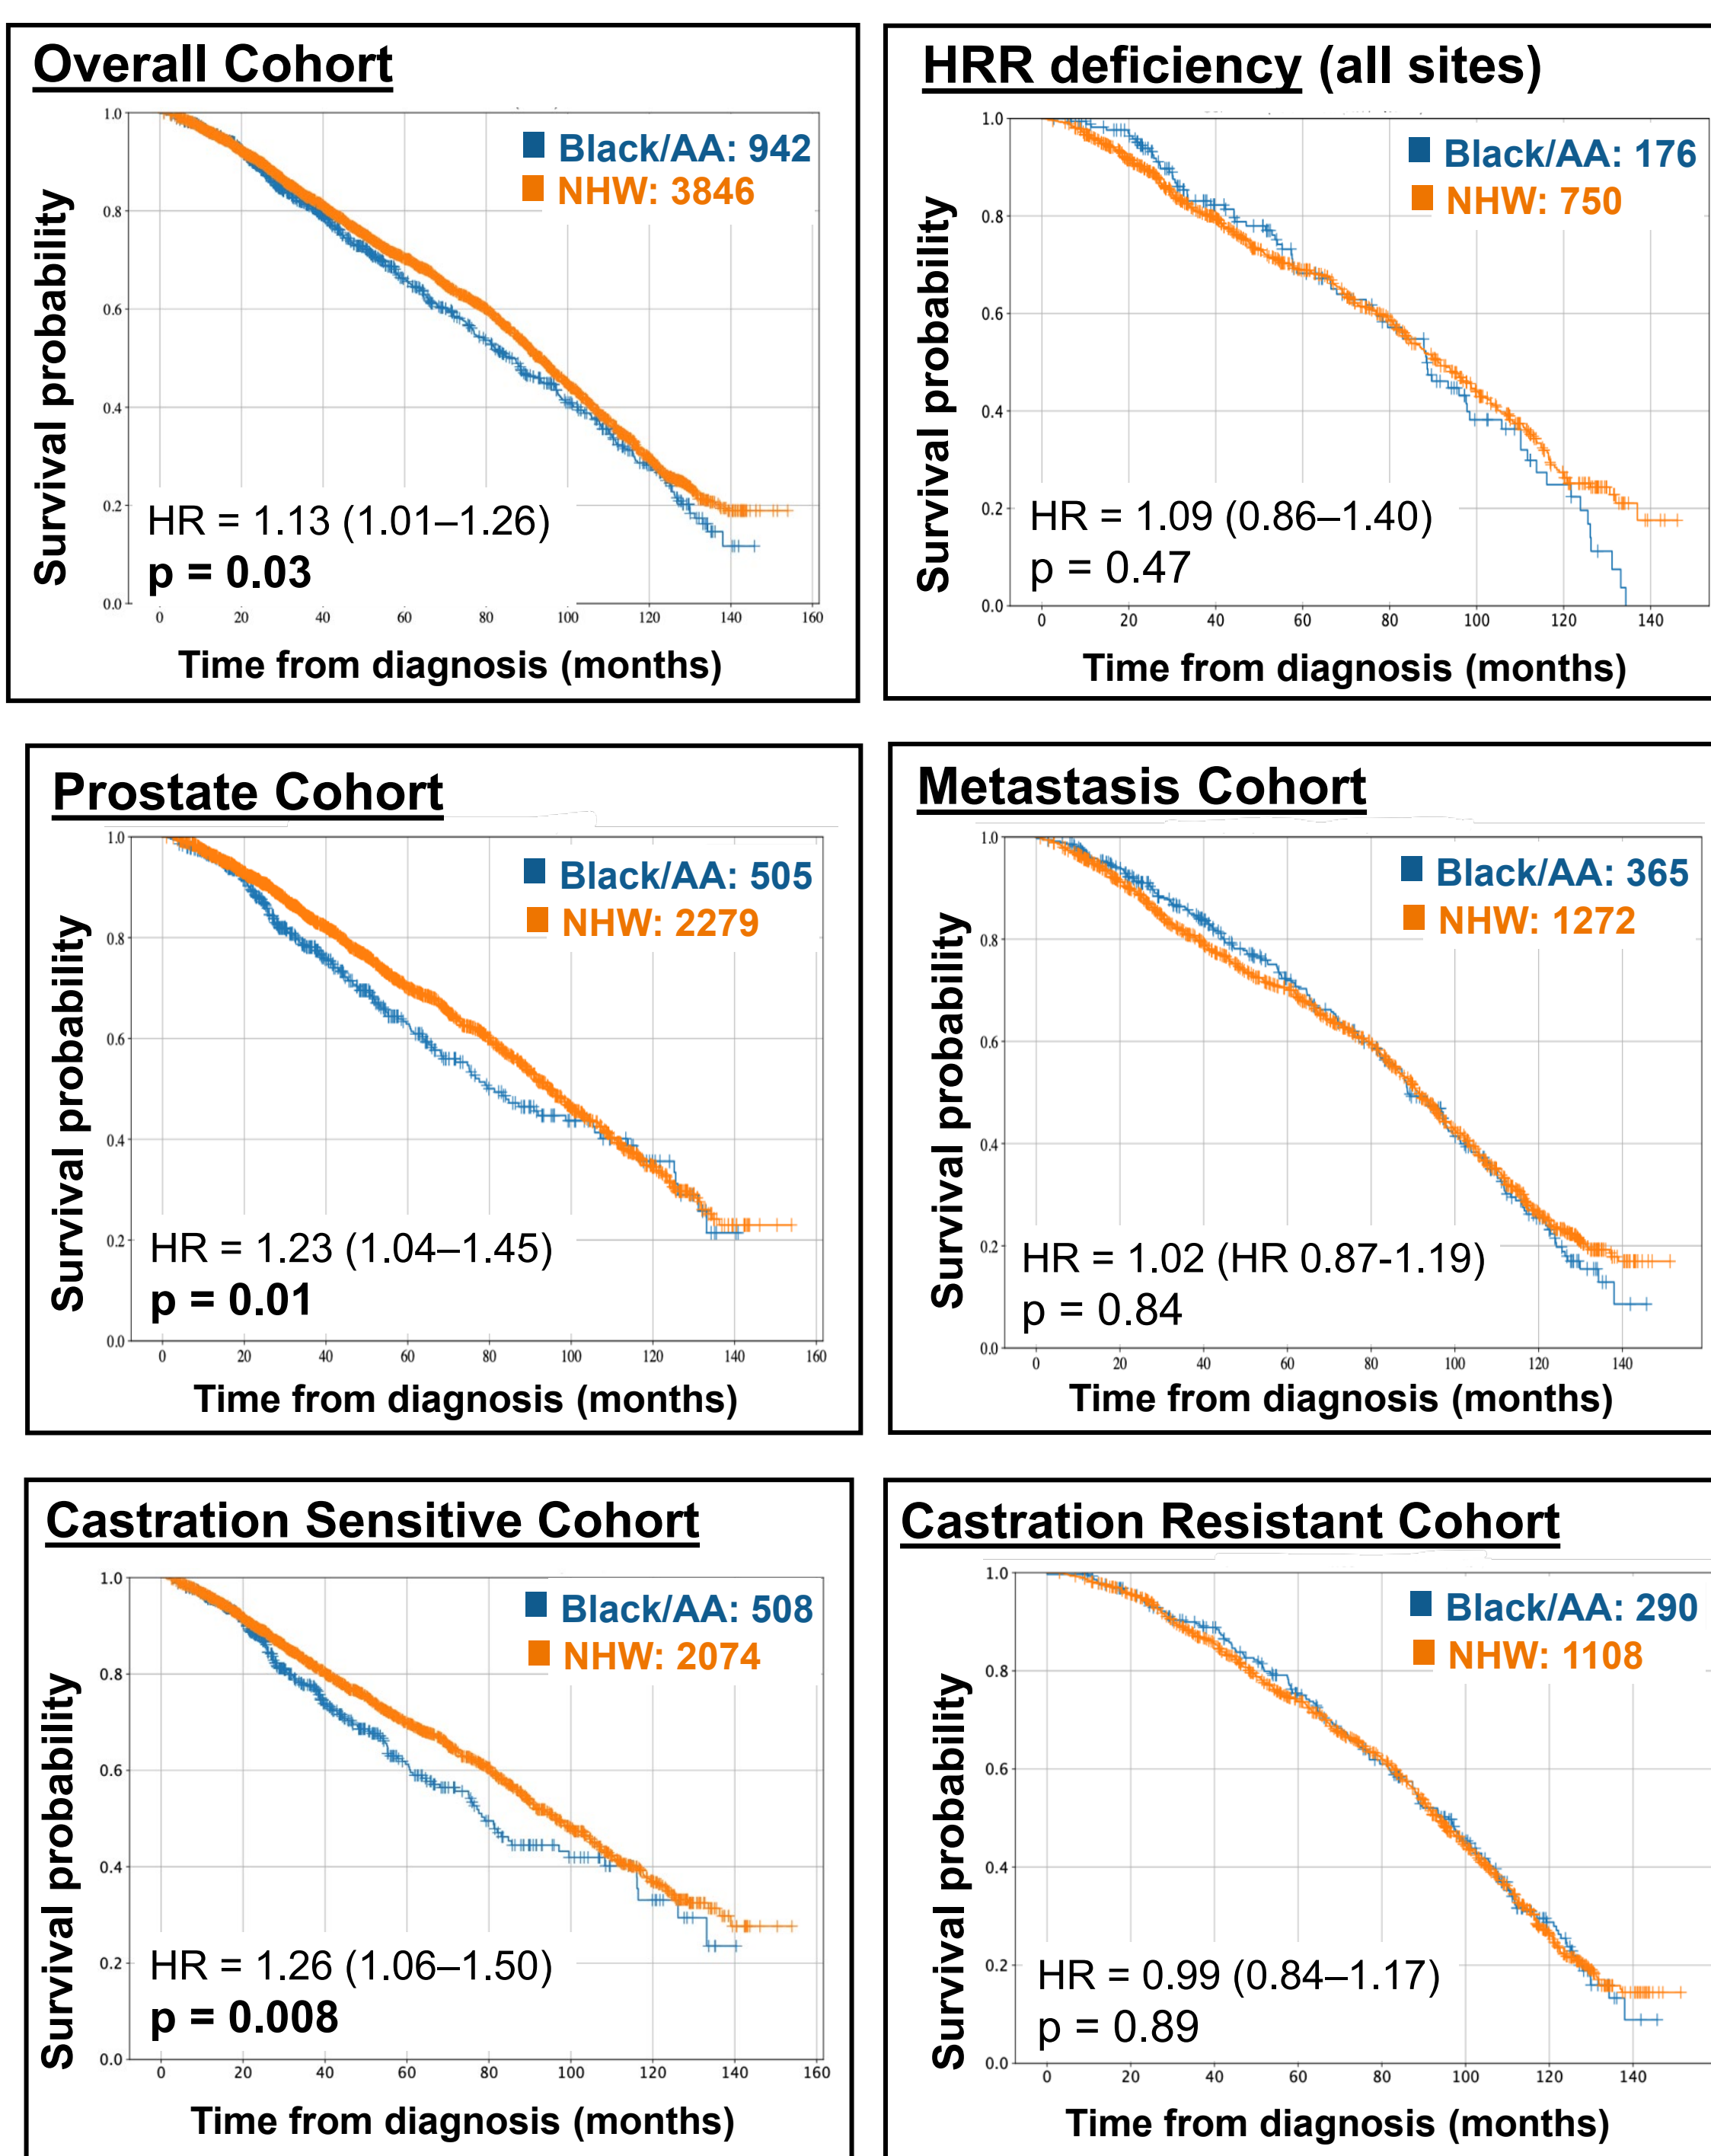 Overall Cohort
Black/AA: 942
NHW: 3846
Survival probability
1.0
0.8
0.6
0.4
0.2
0.0
HR = 1.13 (1.01–1.26)
p = 0.03
0 20 40 60 80 100 120 140 160
Time from diagnosis (months)
HRR deficiency (all sites)
Black/AA: 176
NHW: 750
Survival probability
1.0
0.8
0.6
0.4
0.2
0.0
HR = 1.09 (0.86–1.40)
p = 0.47
0 20 40 60 80 100 120 140
Time from diagnosis (months)
Prostate Cohort
Black/AA: 505
NHW: 2279
Survival probability
1.0
0.8
0.6
0.4
0.2
0.0
HR = 1.23 (1.04–1.45)
p = 0.01
0 20 40 60 80 100 120 140 160
Time from diagnosis (months)
Metastasis Cohort
Black/AA: 365
NHW: 1272
Survival probability
1.0
0.8
0.6
0.4
0.2
0.0
HR = 1.02 (HR 0.87-1.19)
p = 0.84
0 20 40 60 80 100 120 140
Time from diagnosis (months)
Castration Sensitive Cohort
Black/AA: 508
NHW: 2074
Survival probability
1.0
0.8
0.6
0.4
0.2
0.0
HR = 1.26 (1.06–1.50)
p = 0.008
0 20 40 60 80 100 120 140 160
Time from diagnosis (months)
Castration Resistant Cohort
Black/AA: 290
NHW: 1108
Survival probability
1.0
0.8
0.6
0.4
0.2
0.0
HR = 0.99 (0.84–1.17)
p = 0.89
0 20 40 60 80 100 120 140
Time from diagnosis (months)